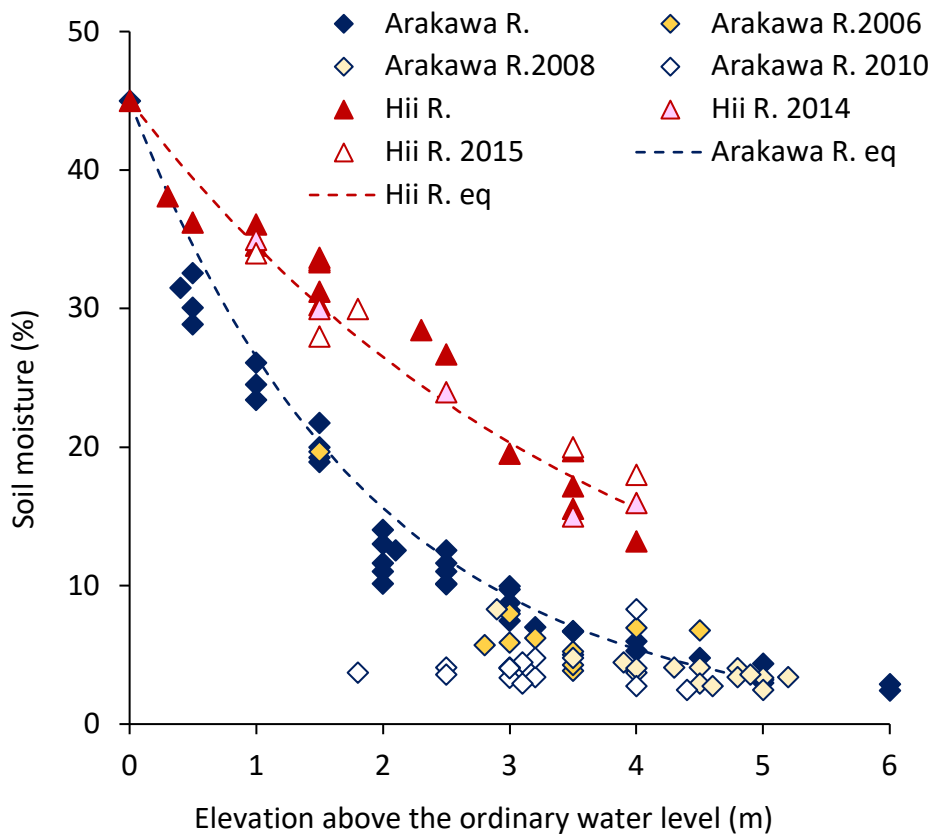 Arakawa R. Arakawa R.2006
Arakawa R.2008 Arakawa R. 2010
Hii R. Hii R. 2014
Hii R. 2015 Arakawa R. eq
Hii R. eq
50
40
30
20
10
0
Soil moisture (%)
0 1 2 3 4 5 6
Elevation above the ordinary water level (m)